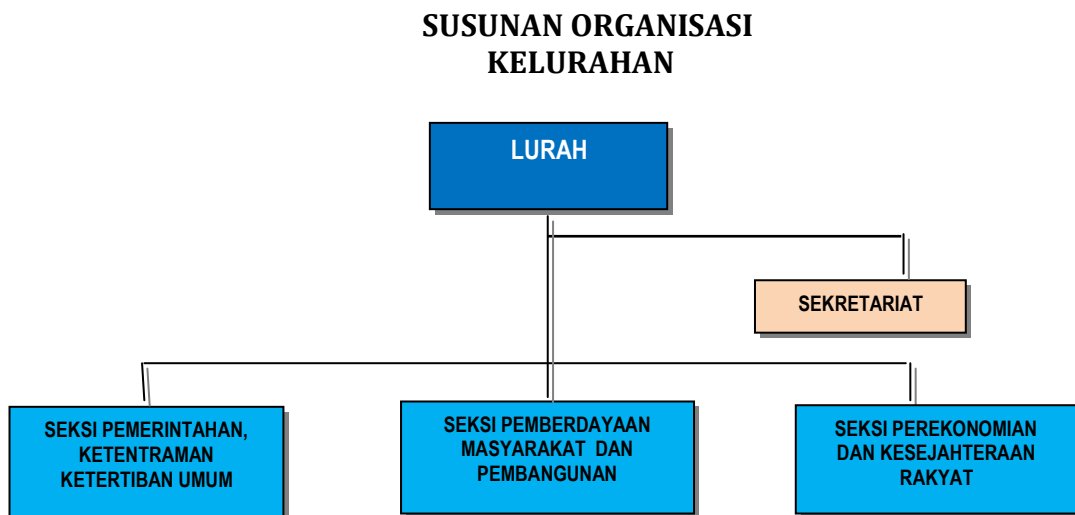 SUSUNAN ORGANISASI
KELURAHAN
LURAH
SEKRETARIAT
SEKSI PEMERINTAHAN,
KETENTRAMAN
KETERTIBAN UMUM
SEKSI PEMBERDAYAAN
MASYARAKAT DAN
PEMBANGUNAN
SEKSI PEREKONOMIAN
DAN KESEJAHTERAAN
RAKYAT